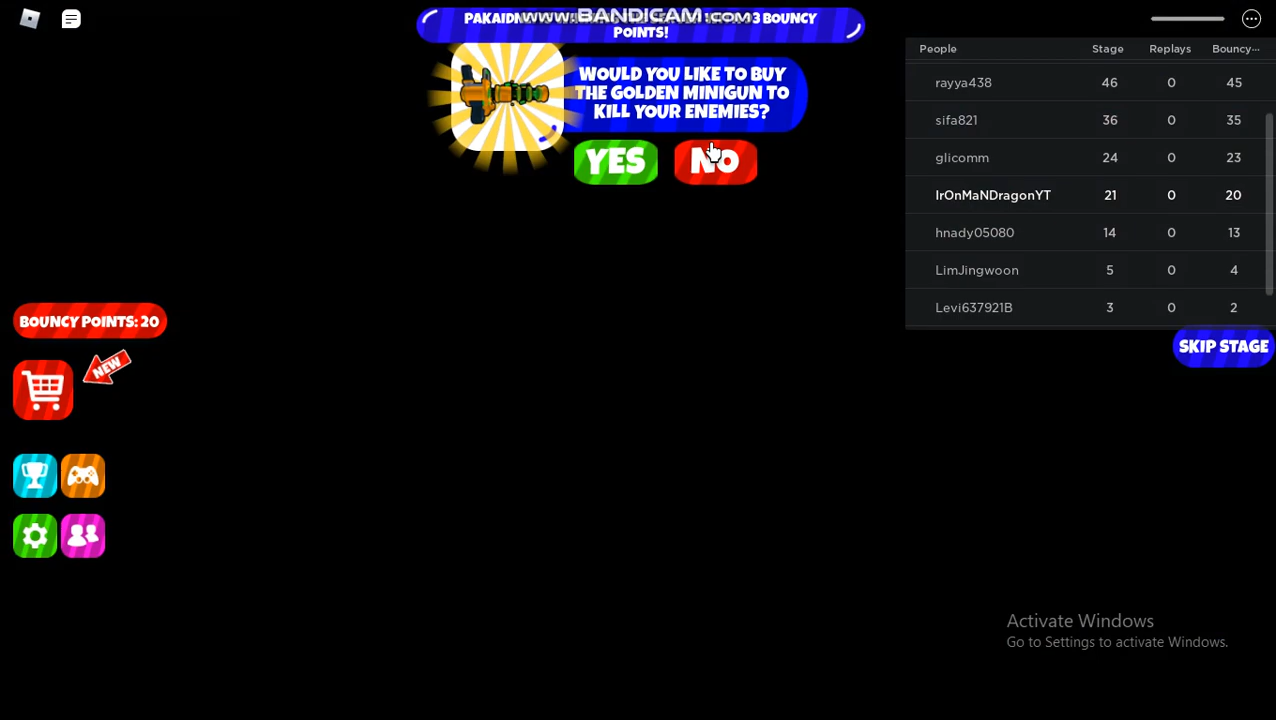 www.BANDICAM.com
PAKAIDN 3 BOUNCY
POINTS!
WOULD YOU LIKE TO BUY
THE GOLDEN MINIGUN TO
KILL YOUR ENEMIES?
YES NO
People Stage Replays Bouncy...
rayya438 46 0 45
sifa821 36 0 35
glicomm 24 0 23
IrOnMaNDragonYT 21 0 20
hnady05080 14 0 13
LimJingwoon 5 0 4
Levi637921B 3 0 2
SKIP STAGE
BOUNCY POINTS: 20
NEW
Activate Windows
Go to Settings to activate Windows.